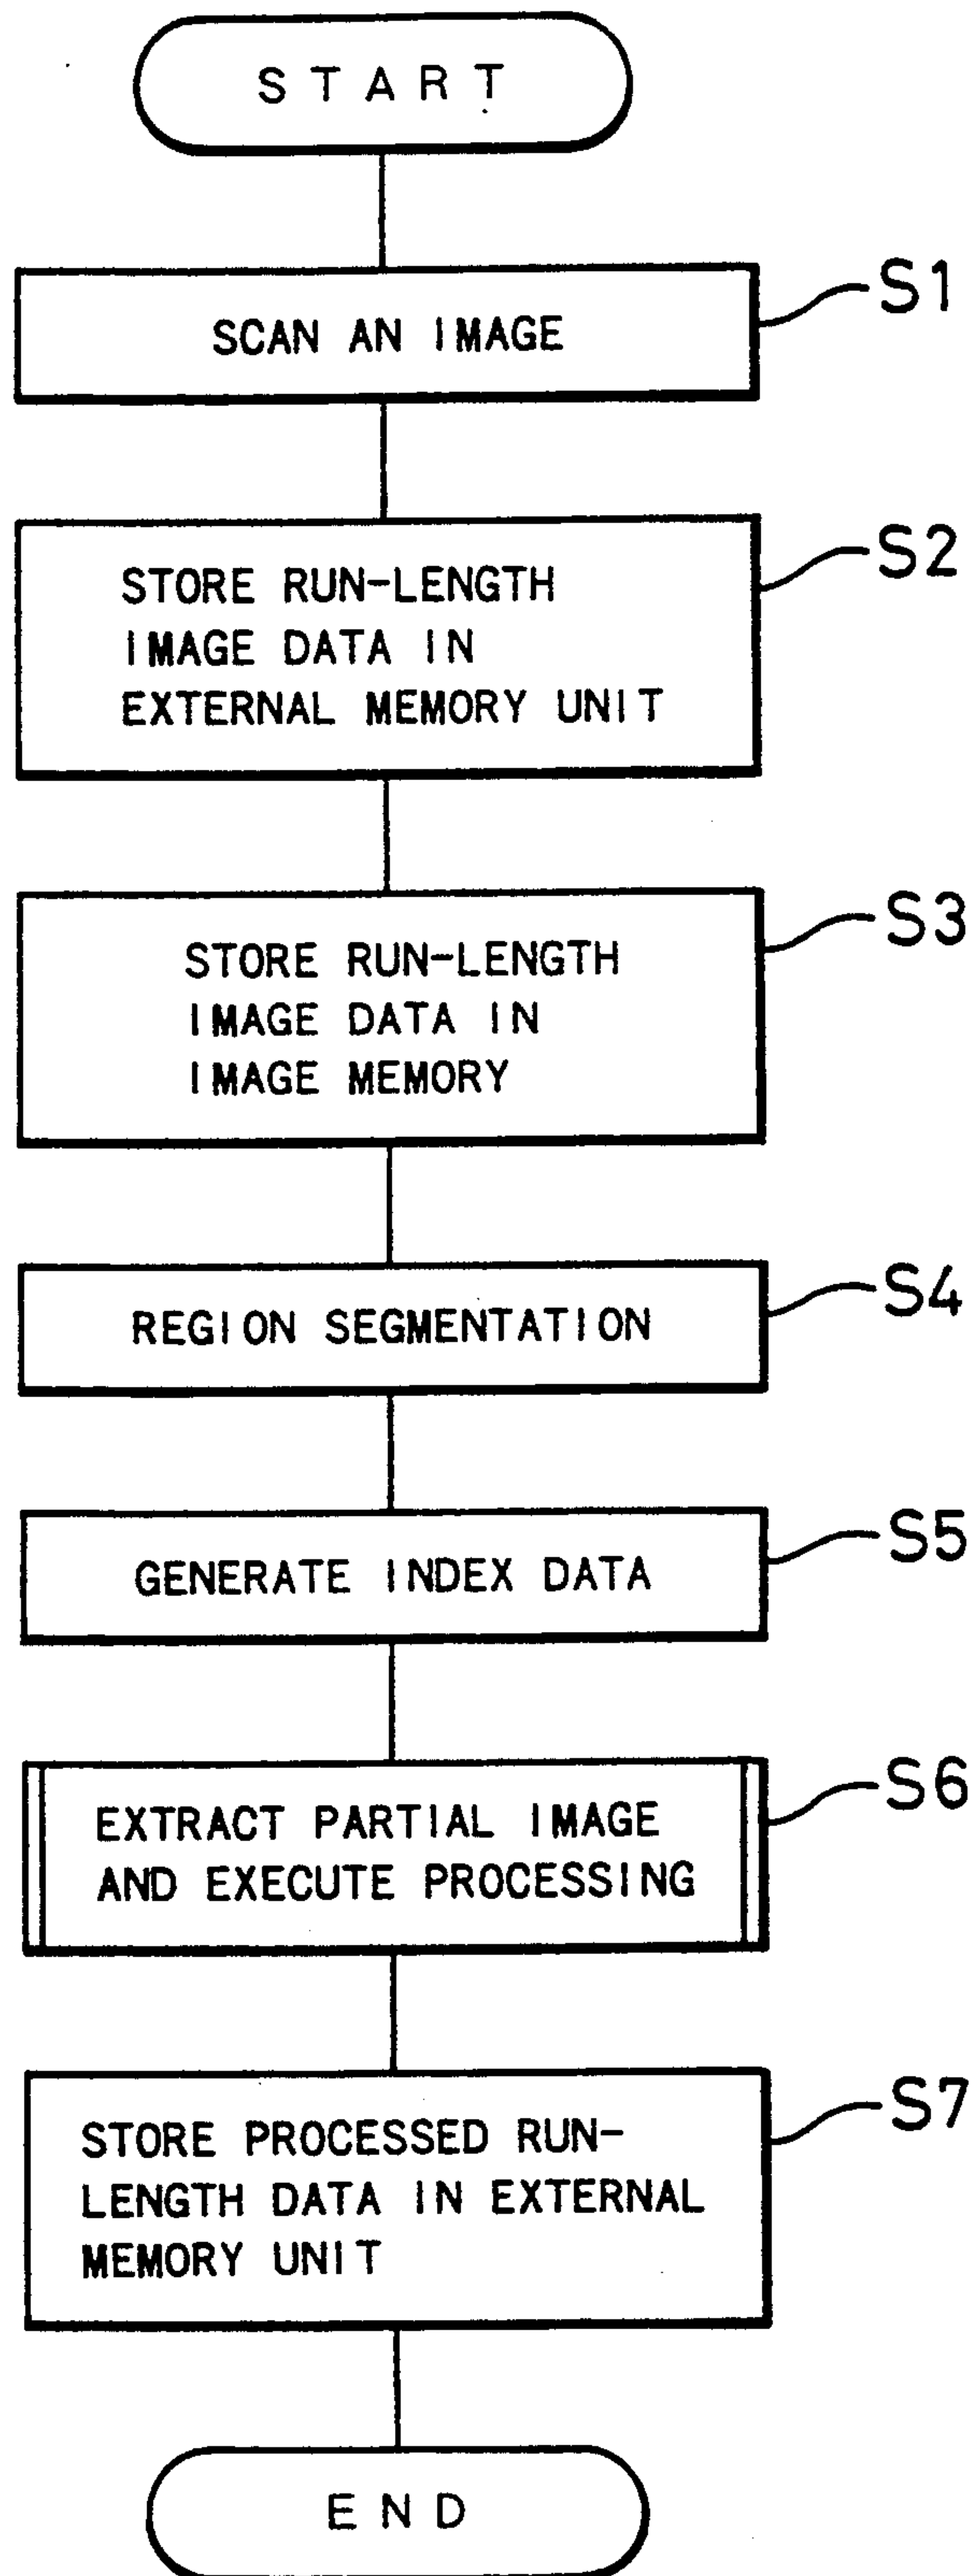 START
SCAN AN IMAGE
S1
STORE RUN-LENGTH
IMAGE DATA IN
EXTERNAL MEMORY UNIT
S2
STORE RUN-LENGTH
IMAGE DATA IN
IMAGE MEMORY
S3
REGION SEGMENTATION
S4
GENERATE INDEX DATA
S5
EXTRACT PARTIAL IMAGE
AND EXECUTE PROCESSING
S6
STORE PROCESSED RUN-
LENGTH DATA IN EXTERNAL
MEMORY UNIT
S7
END